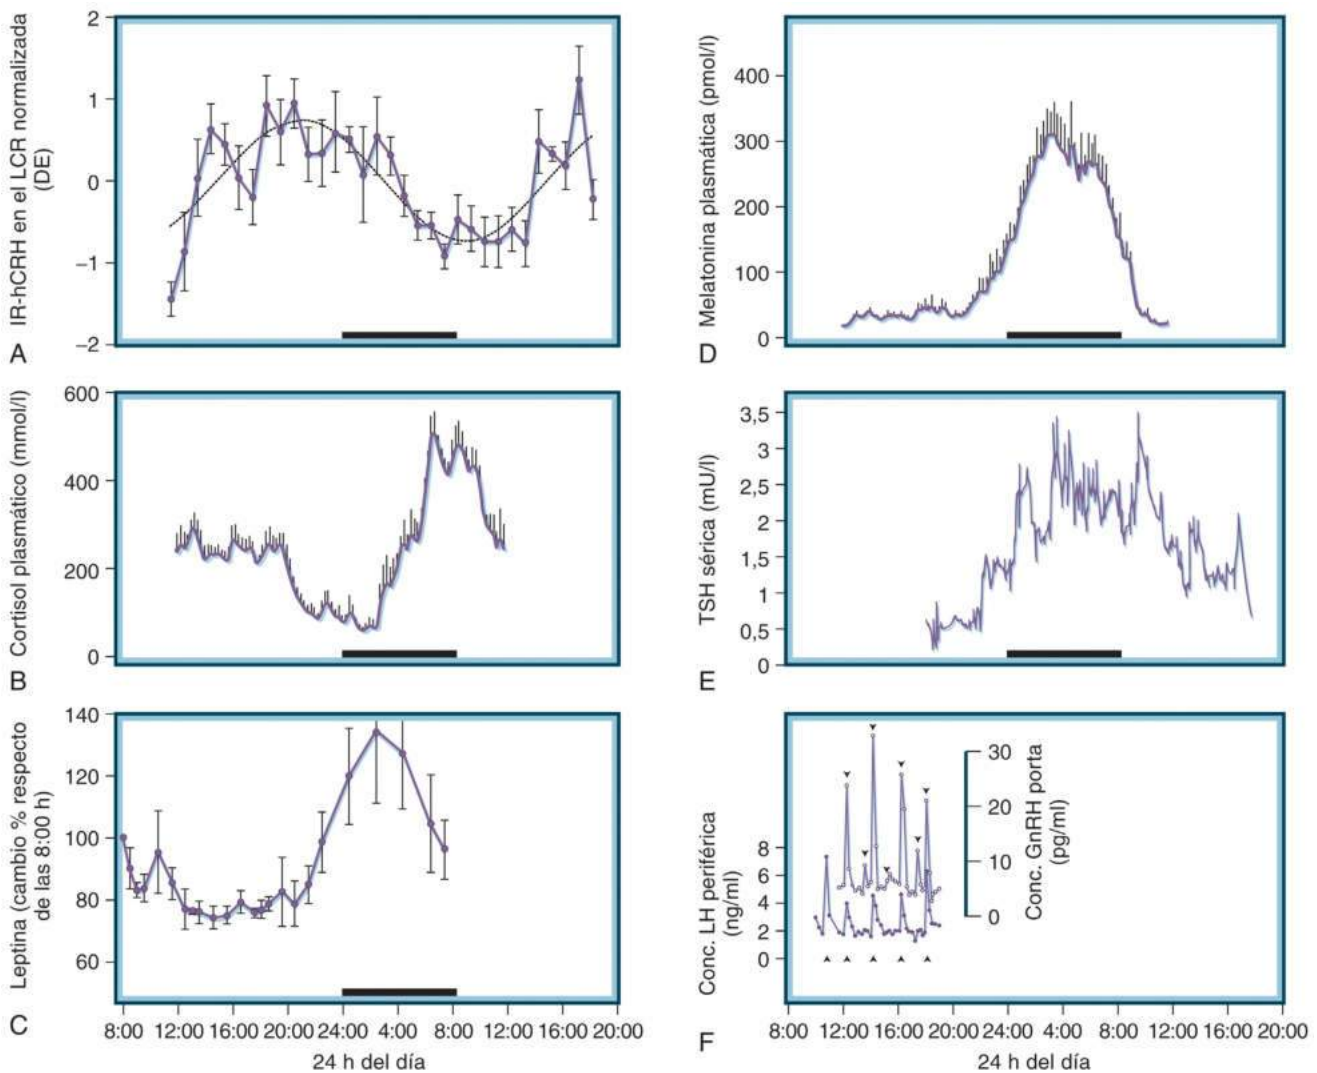 IR-hCRH en el LCR normalizada
(DE)
2
1
0
−1
−2
A
Cortisol plasmático (mmol/l)
600
400
200
0
B
Leptina (cambio % respecto
de las 8:00 h)
140
120
100
80
60
C
8:00 12:00 16:00 20:00 24:00 4:00 8:00 12:00 16:00 20:00
24 h del día
Melatonina plasmática (pmol/l)
400
300
200
100
0
D
TSH sérica (mU/l)
3,5
3
2,5
2
1,5
1
0,5
0
E
Conc. LH periférica
(ng/ml)
8
6
4
2
0
30
20
10
0
Conc. GnRH porta
(pg/ml)
F
8:00 12:00 16:00 20:00 24:00 4:00 8:00 12:00 16:00 20:00
24 h del día